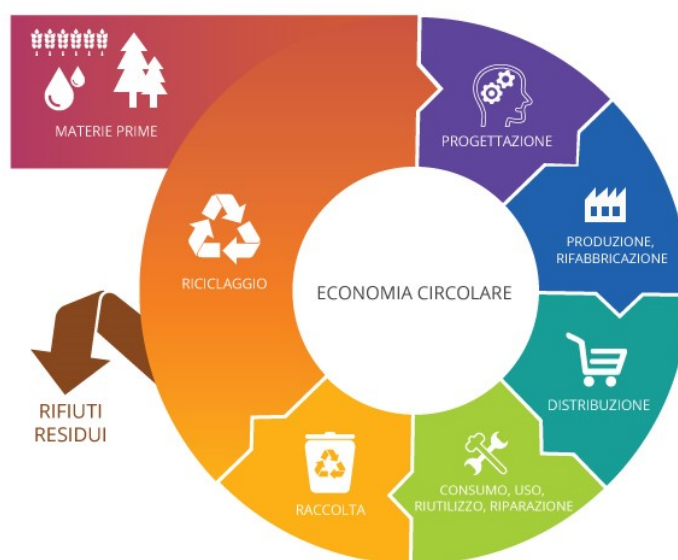 MATERIE PRIME
PROGETTAZIONE
PRODUZIONE,
RIFABBRICAZIONE
DISTRIBUZIONE
CONSUMO, USO,
RIUTILIZZO, RIPARAZIONE
RACCOLTA
RICICLAGGIO
RIFIUTI
RESIDUI
ECONOMIA CIRCOLARE